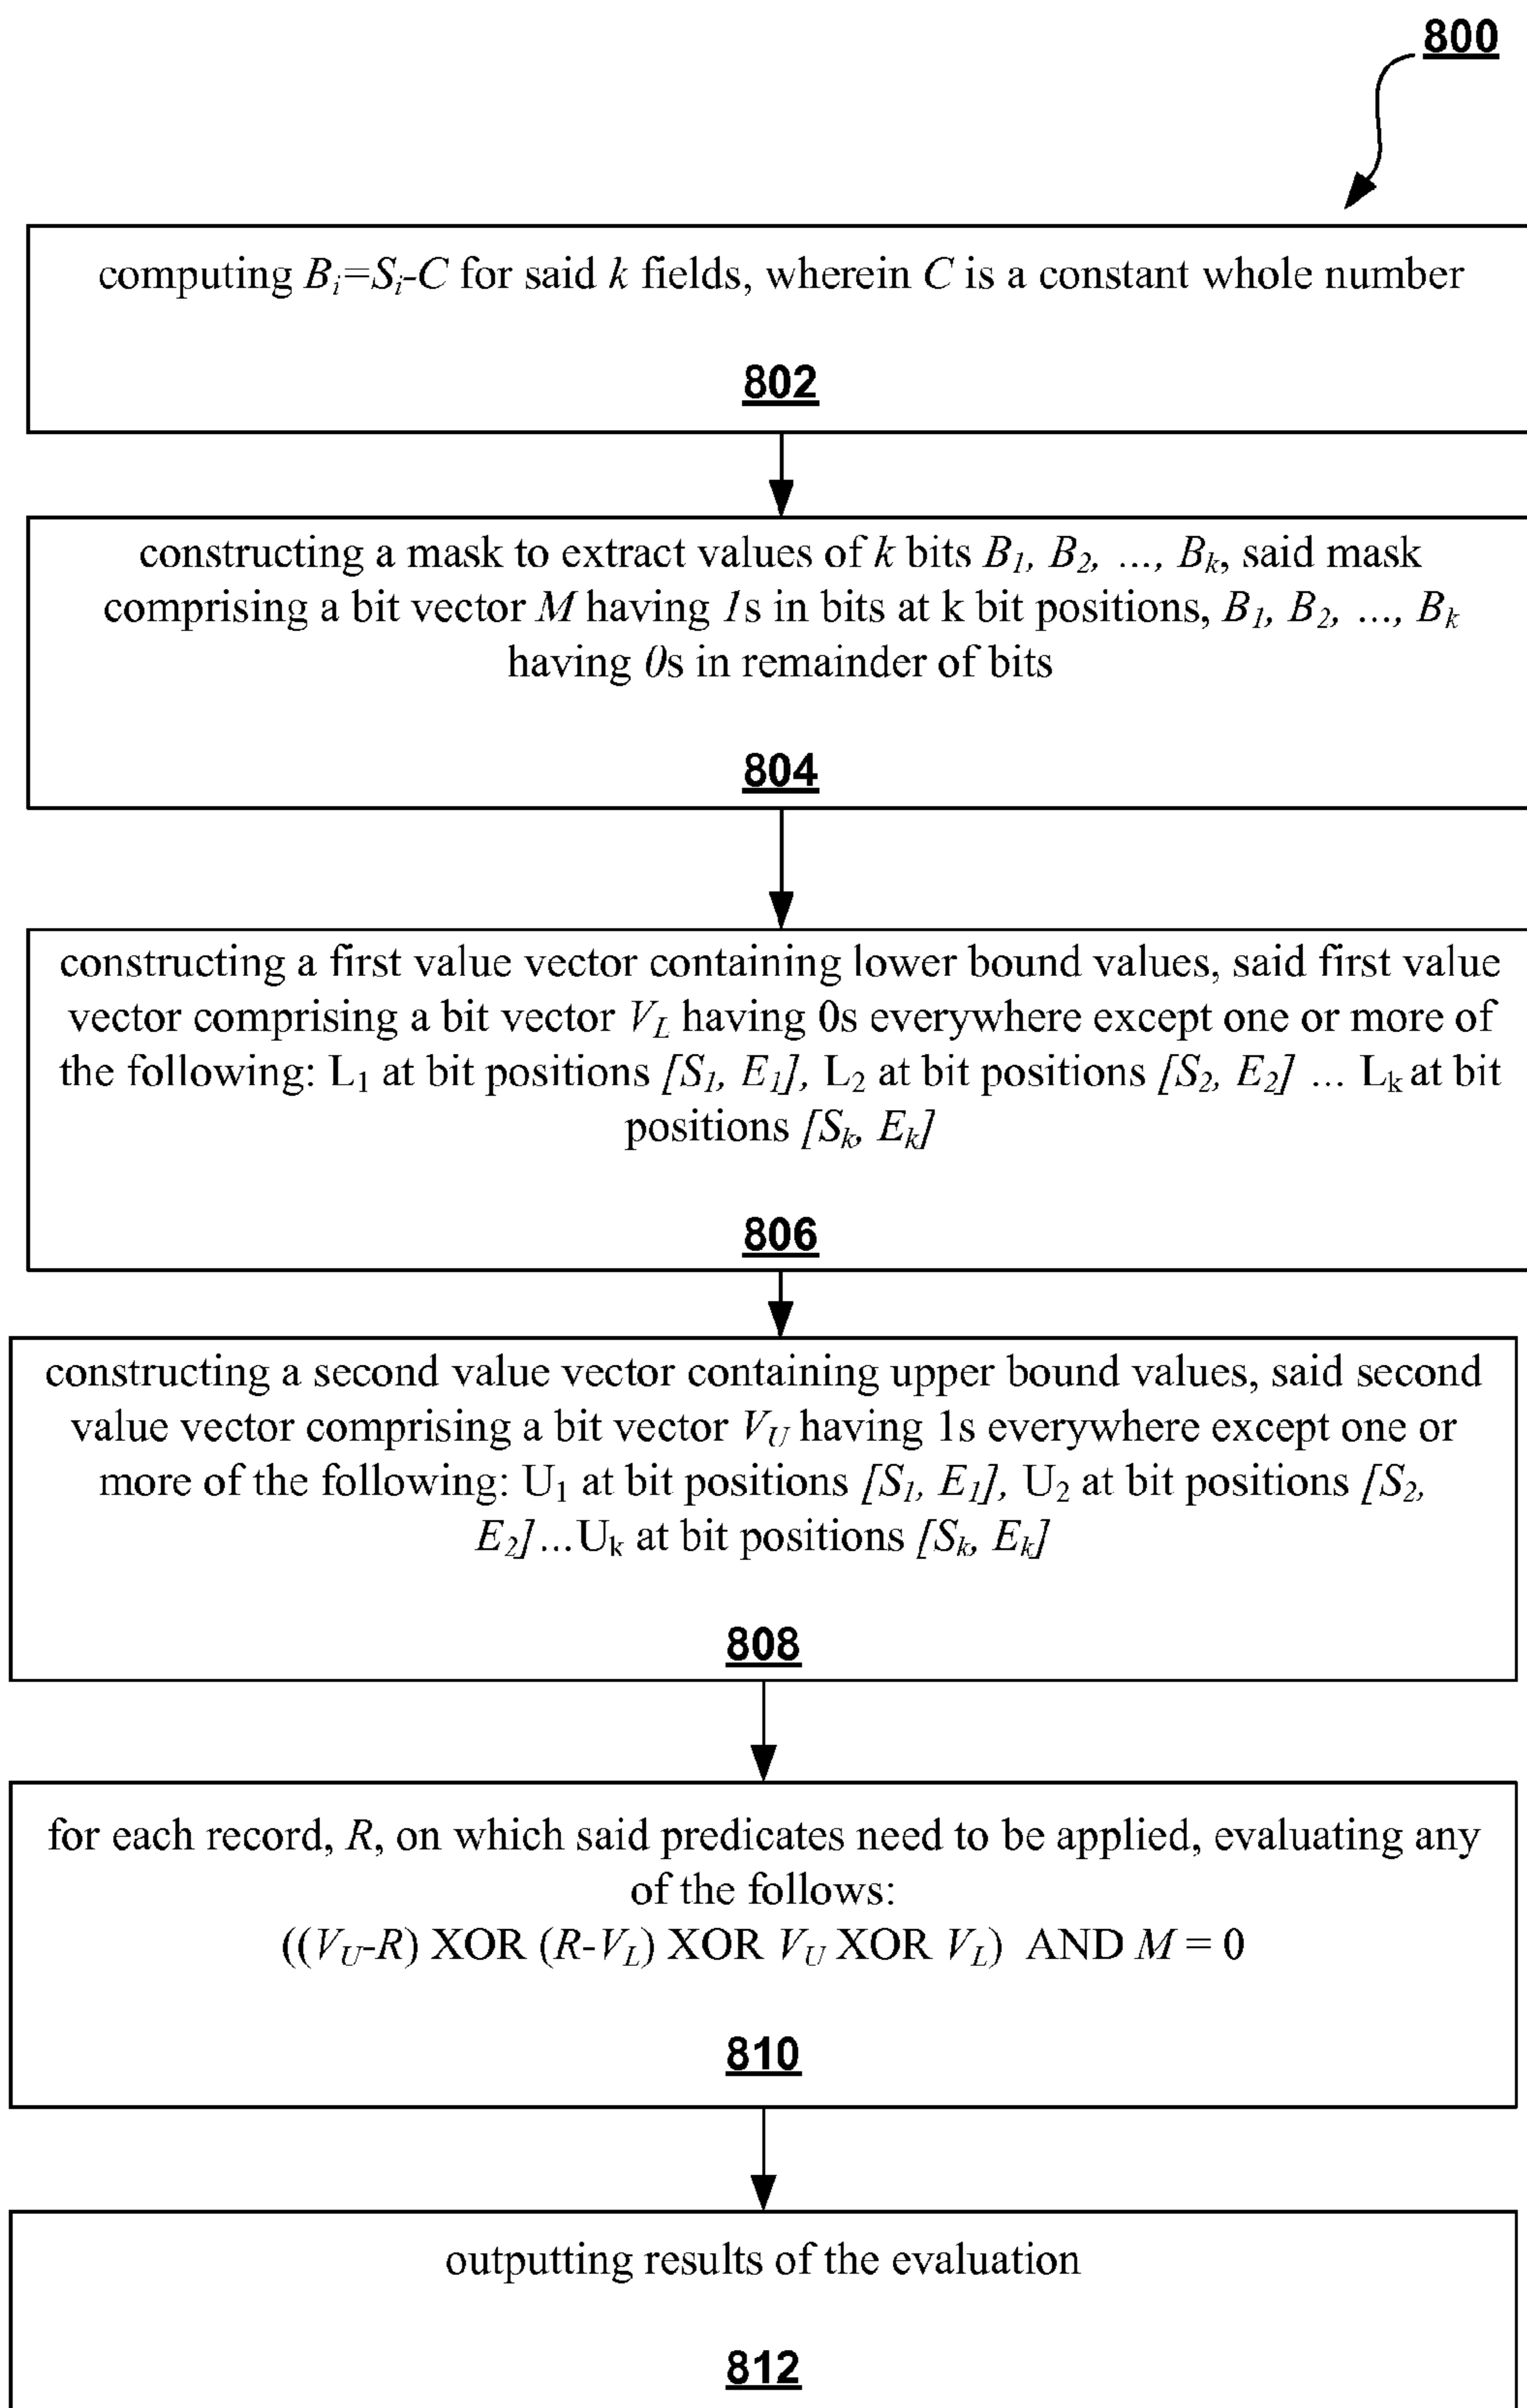 800
computing Bᵢ=Sᵢ-C for said k fields, wherein C is a constant whole number
802
constructing a mask to extract values of k bits B₁, B₂, ..., Bₖ, said mask
comprising a bit vector M having 1s in bits at k bit positions, B₁, B₂, ..., Bₖ
having 0s in remainder of bits
804
constructing a first value vector containing lower bound values, said first value
vector comprising a bit vector V_L having 0s everywhere except one or more of
the following: L₁ at bit positions [S₁, E₁], L₂ at bit positions [S₂, E₂] ... Lₖ at bit
positions [Sₖ, Eₖ]
806
constructing a second value vector containing upper bound values, said second
value vector comprising a bit vector V_U having 1s everywhere except one or
more of the following: U₁ at bit positions [S₁, E₁], U₂ at bit positions [S₂,
E₂]...Uₖ at bit positions [Sₖ, Eₖ]
808
for each record, R, on which said predicates need to be applied, evaluating any
of the follows:
((V_U-R) XOR (R-V_L) XOR V_U XOR V_L) AND M = 0
810
outputting results of the evaluation
812